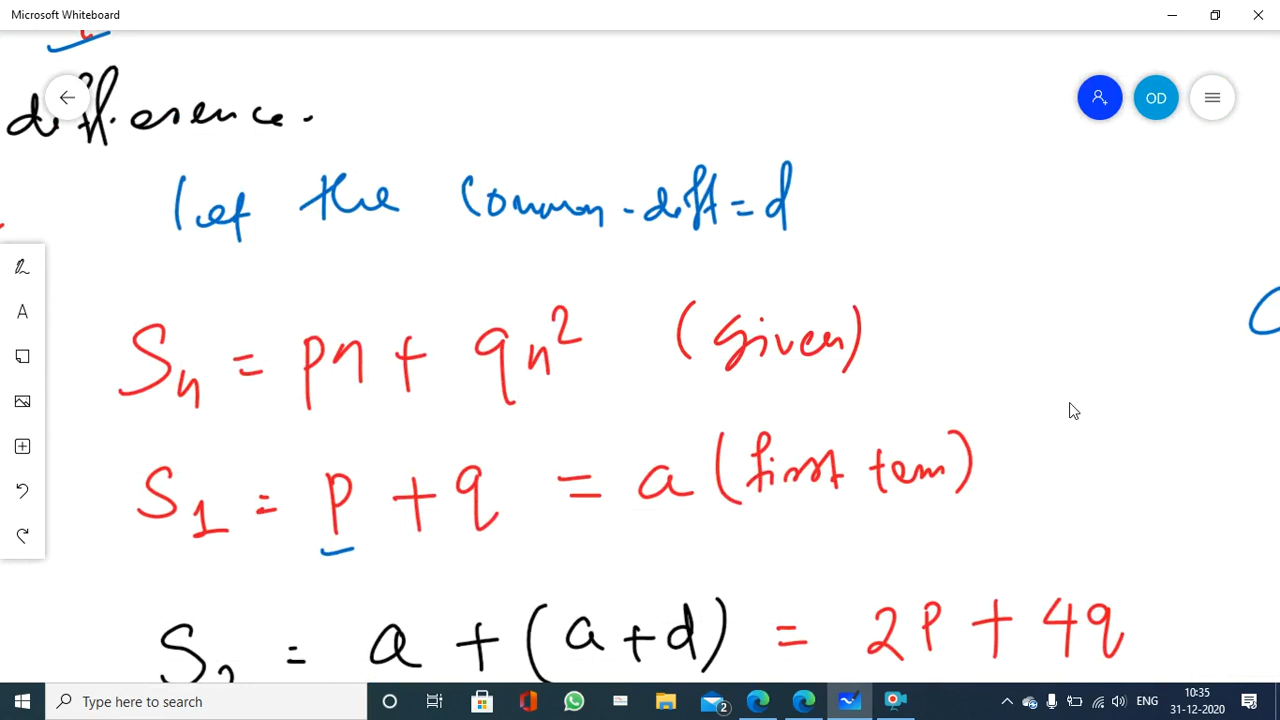 Microsoft Whiteboard
difference.
OD
let the common-diff = d
Sn = pn + qn² (given)
S1 = p + q = a (first term)
S2 = a + (a + d) = 2p + 4q
A
Type here to search
2
ENG
10:35
31-12-2020